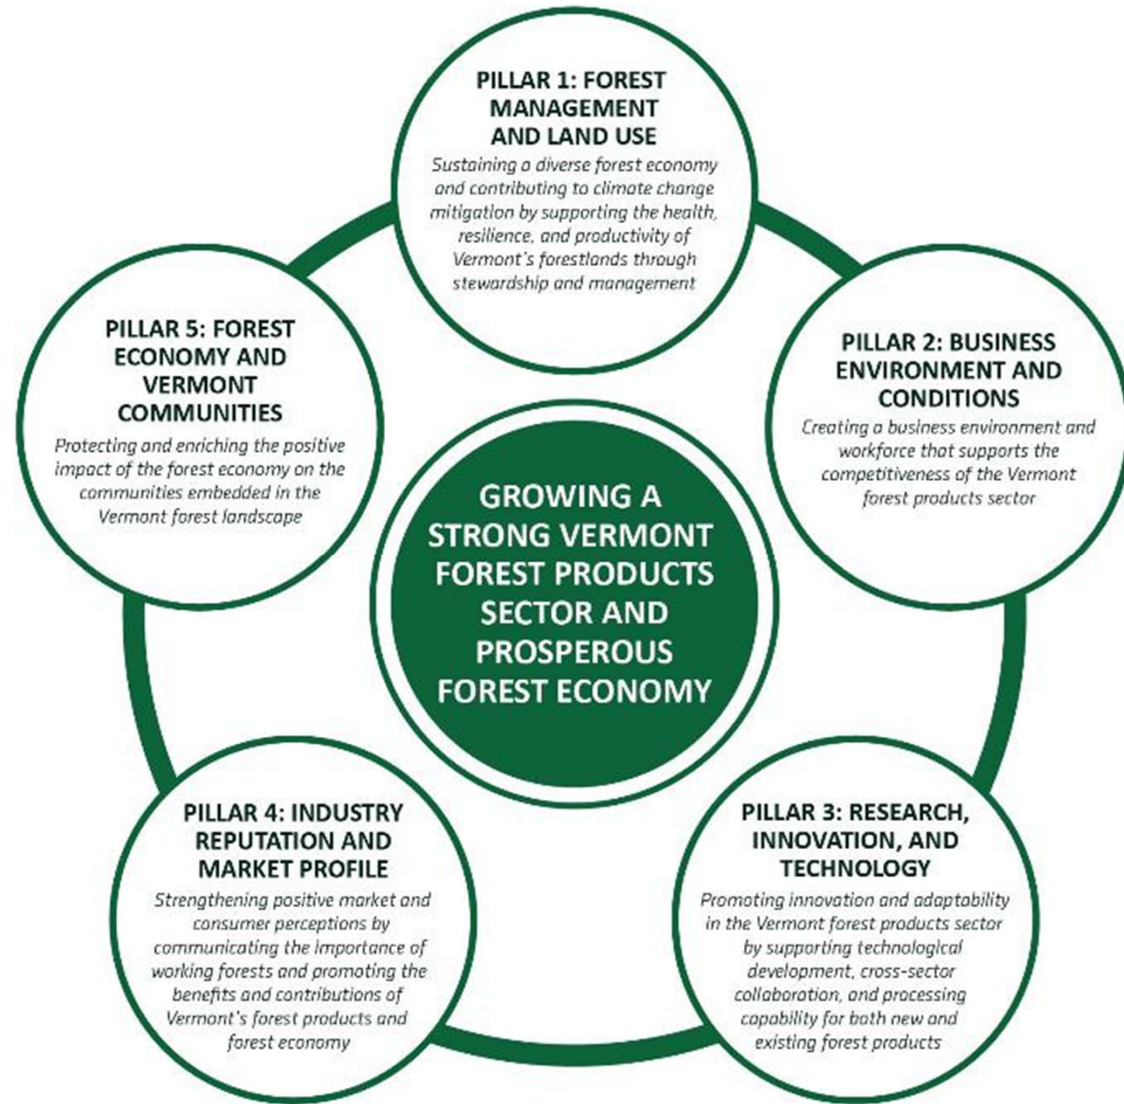 PILLAR 1: FOREST
MANAGEMENT
AND LAND USE
Sustaining a diverse forest economy
and contributing to climate change
mitigation by supporting the health,
resilience, and productivity of
Vermont's forestlands through
stewardship and management
PILLAR 2: BUSINESS
ENVIRONMENT AND
CONDITIONS
Creating a business environment and
workforce that supports the
competitiveness of the Vermont
forest products sector
PILLAR 3: RESEARCH,
INNOVATION, AND
TECHNOLOGY
Promoting innovation and adaptability
in the Vermont forest products sector
by supporting technological
development, cross-sector
collaboration, and processing
capability for both new and
existing forest products
PILLAR 4: INDUSTRY
REPUTATION AND
MARKET PROFILE
Strengthening positive market and
consumer perceptions by
communicating the importance of
working forests and promoting the
benefits and contributions of
Vermont's forest products and
forest economy
PILLAR 5: FOREST
ECONOMY AND
VERMONT
COMMUNITIES
Protecting and enriching the positive
impact of the forest economy on the
communities embedded in the
Vermont forest landscape
GROWING A
STRONG VERMONT
FOREST PRODUCTS
SECTOR AND
PROSPEROUS
FOREST ECONOMY